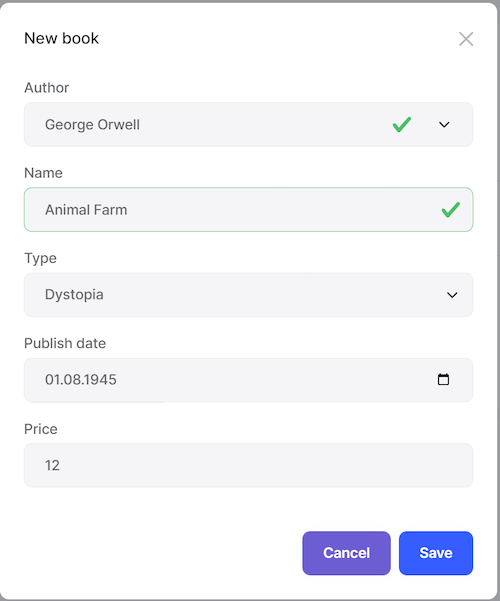 New book
Author
George Orwell
Name
Animal Farm
Type
Dystopia
Publish date
01.08.1945
Price
12
Cancel Save